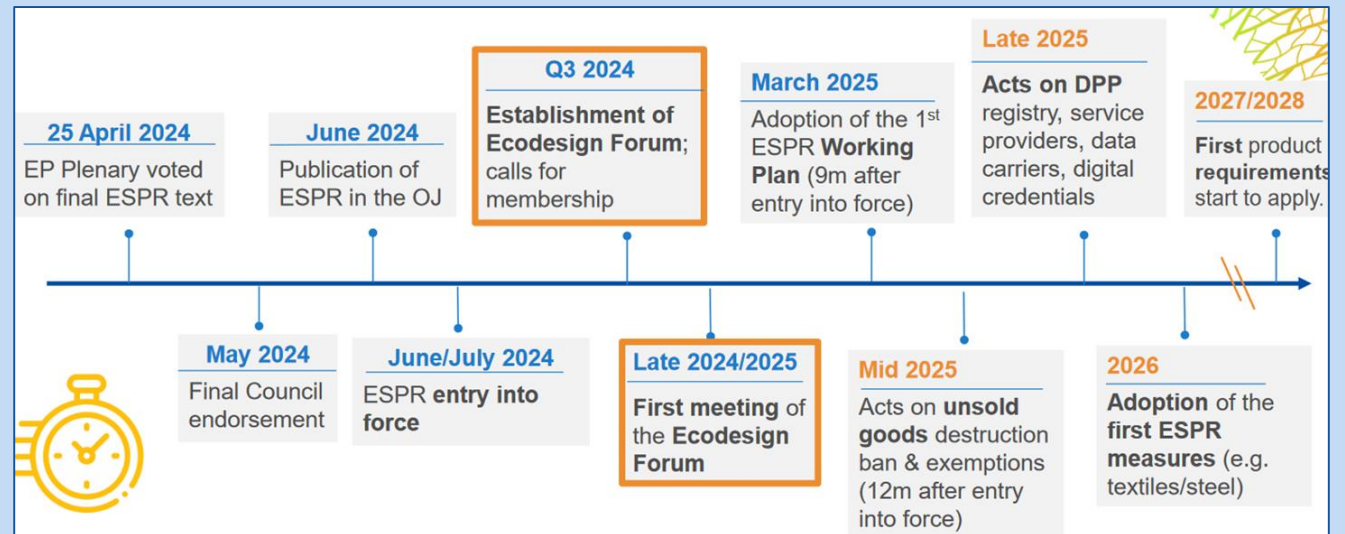 25 April 2024
EP Plenary voted
on final ESPR text
May 2024
Final Council
endorsement
June 2024
Publication of
ESPR in the OJ
June/July 2024
ESPR entry into
force
Q3 2024
Establishment of
Ecodesign Forum;
calls for
membership
Late 2024/2025
First meeting of
the Ecodesign
Forum
March 2025
Adoption of the 1st
ESPR Working
Plan (9m after
entry into force)
Mid 2025
Acts on unsold
goods destruction
ban & exemptions
(12m after entry
into force)
Late 2025
Acts on DPP
registry, service
providers, data
carriers, digital
credentials
2026
Adoption of the
first ESPR
measures (e.g.
textiles/steel)
2027/2028
First product
requirements
start to apply.